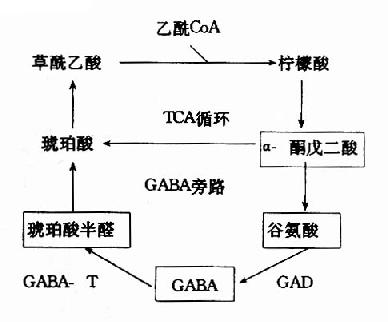 乙酰CoA
草酰乙酸
柠檬酸
TCA循环
琥珀酸
α- 酮戊二酸
GABA旁路
琥珀酸半醛
谷氨酸
GABA- T
GABA
GAD